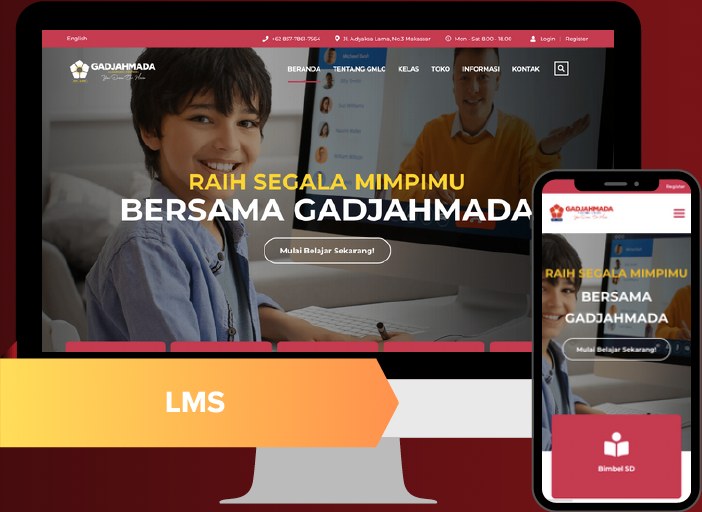 English
+62 857-7861-7564
Jl. Adjaksa Lama, No.3 Makassar
Mon - Sat 8.00 - 18.00
Login | Register
GADJAHMADA
BERANDA TENTANG GMLC KELAS TOKO INFORMASI KONTAK
RAIH SEGALA MIMPIMU
BERSAMA GADJAHMADA
Mulai Belajar Sekarang!
LMS
Register
GADJAHMADA
RAIH SEGALA MIMPIMU
BERSAMA
GADJAHMADA
Mulai Belajar Sekarang!
Bimbel SD